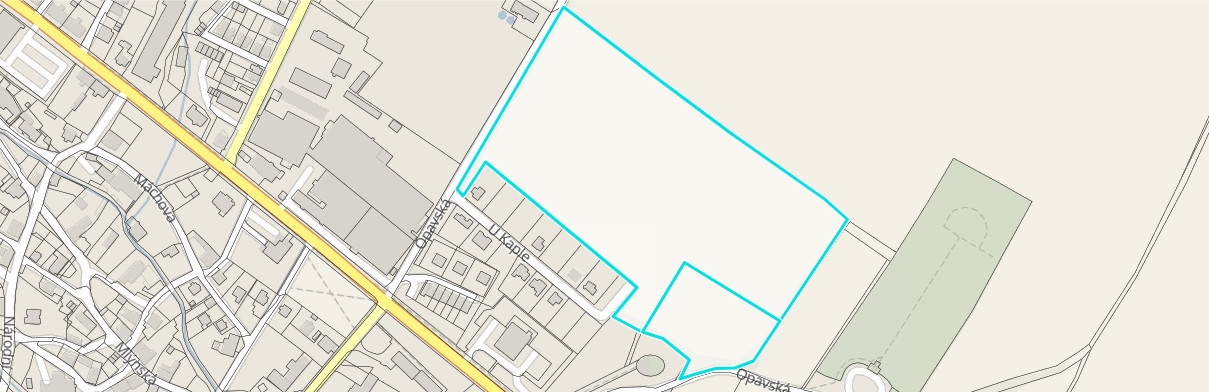 Máchova
Opavská
U Kaple
Národní
Mlýnská
Opavská